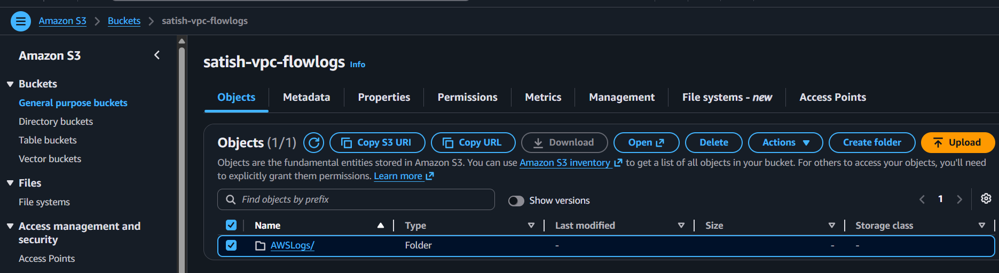 Amazon S3 > Buckets > satish-vpc-flowlogs
Amazon S3
Buckets
General purpose buckets
Directory buckets
Table buckets
Vector buckets
Files
File systems
Access management and
security
Access Points
satish-vpc-flowlogs Info
Objects Metadata Properties Permissions Metrics Management File systems - new Access Points
Objects (1/1) Copy S3 URI Copy URL Download Open Delete Actions Create folder Upload
Objects are the fundamental entities stored in Amazon S3. You can use Amazon S3 inventory to get a list of all objects in your bucket. For others to access your objects, you'll need
to explicitly grant them permissions. Learn more
Find objects by prefix Show versions 1
Name Type Last modified Size Storage class
AWSLogs/ Folder - - -